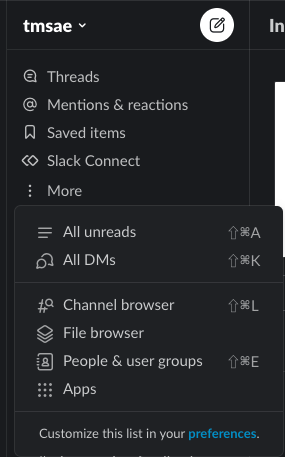 tmsae
In
Threads
Mentions & reactions
Saved items
Slack Connect
More
All unreads ⇧⌘A
All DMs ⇧⌘K
Channel browser ⇧⌘L
File browser
People & user groups ⇧⌘E
Apps
Customize this list in your preferences.